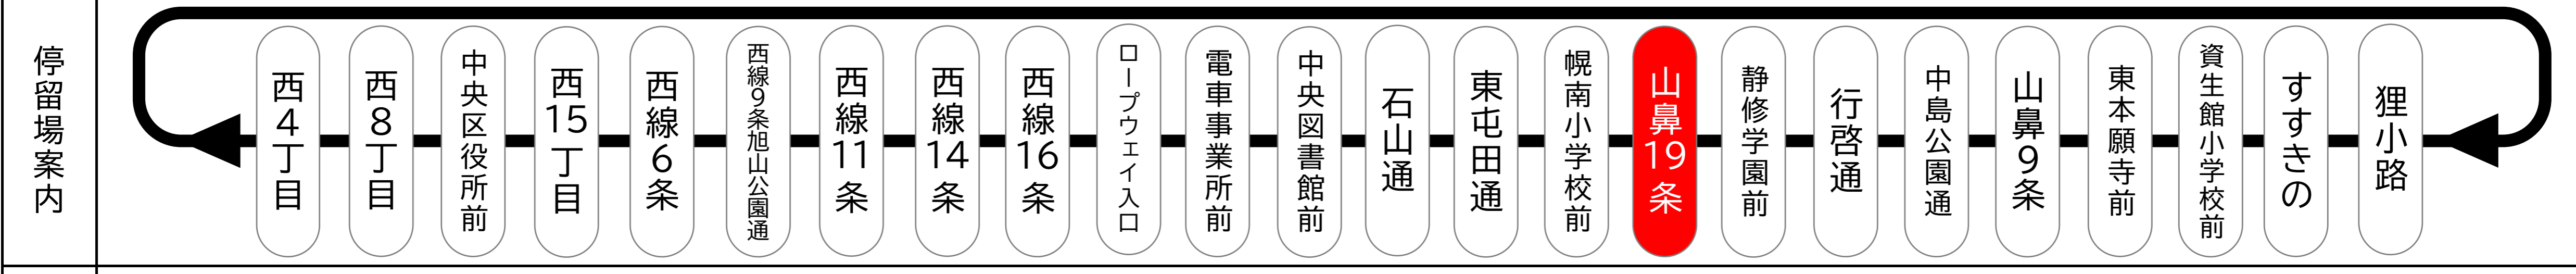 停留場案内
西4丁目
西8丁目
中央区役所前
西15丁目
西線6条
西線9条旭山公園通
西線11条
西線14条
西線16条
ロープウェイ入口
電車事業所前
中央図書館前
石山通
東屯田通
幌南小学校前
山鼻19条
静修学園前
行啓通
中島公園通
山鼻9条
東本願寺前
資生館小学校前
すすきの
狸小路